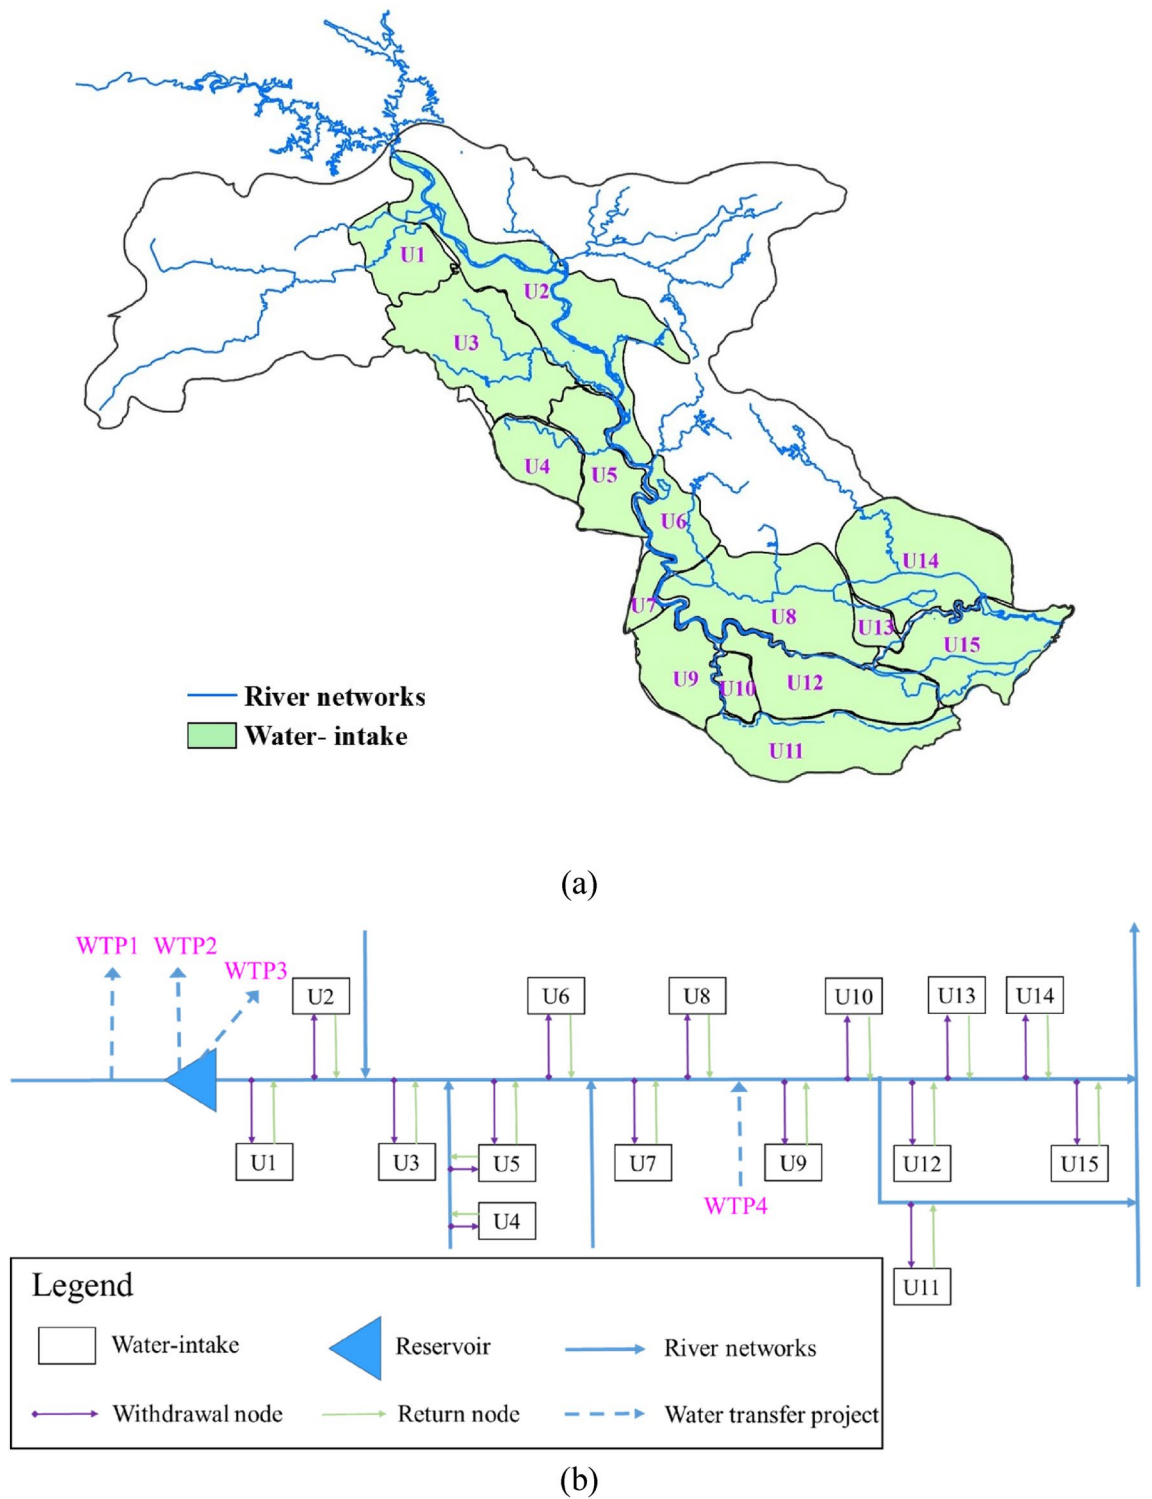 U1
U2
U3
U4
U5
U6
U7
U8
U9
U10
U11
U12
U13
U14
U15
River networks
Water- intake
(a)
WTP1 WTP2
WTP3
U2 U6 U8 U10 U13 U14
U1 U3 U5 U7 U9 U12 U15
WTP4
U4
U11
Legend
Water-intake Reservoir River networks
Withdrawal node Return node Water transfer project
(b)